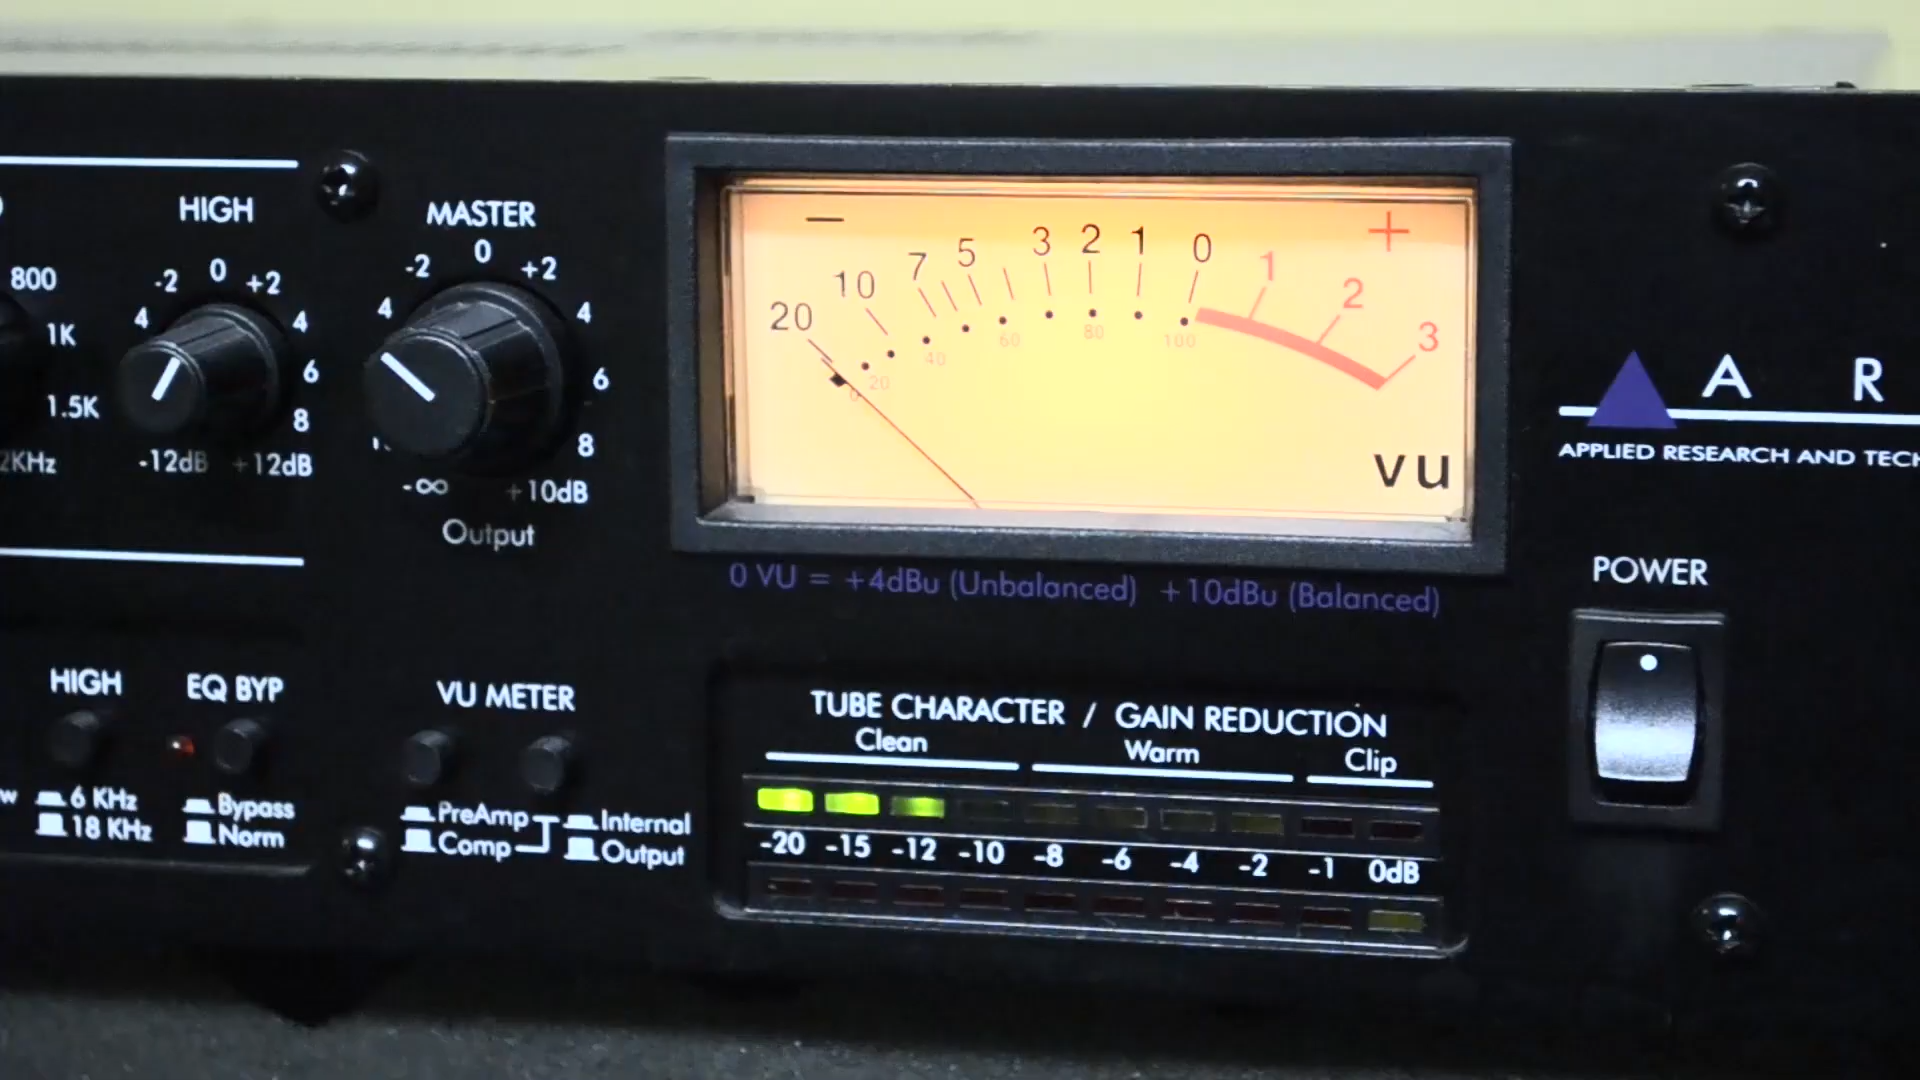 HIGH
-2 0 +2
4 4
6
8
-12dB +12dB
800
1K
1.5K
2KHz
MASTER
-2 0 +2
4 4
6
8
-∞ +10dB
Output
− 20 10 7 5 3 2 1 0 1 2 3 +
0 20 40 60 80 100
VU
0 VU = +4dBu (Unbalanced) +10dBu (Balanced)
A R
APPLIED RESEARCH AND TECH
POWER
HIGH
6 KHz
18 KHz
EQ BYP
Bypass
Norm
VU METER
PreAmp
Comp
Internal
Output
TUBE CHARACTER / GAIN REDUCTION
Clean Warm Clip
-20 -15 -12 -10 -8 -6 -4 -2 -1 0dB